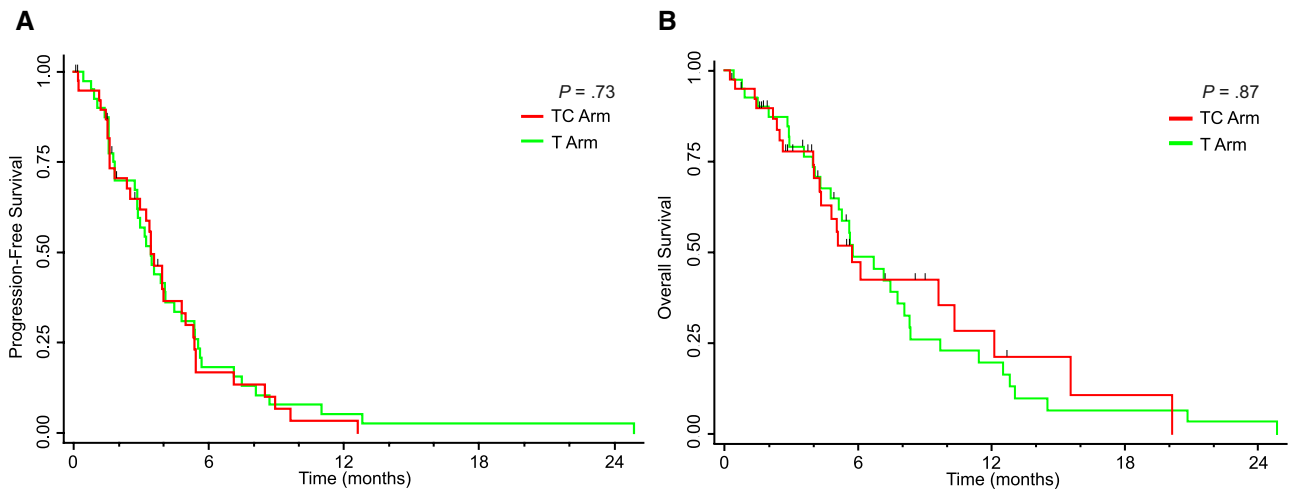 A
Progression-Free Survival
1.00
0.75
0.50
0.25
0.00
P = .73
TC Arm
T Arm
0 6 12 18 24
Time (months)
B
Overall Survival
1.00
0.75
0.50
0.25
0.00
P = .87
TC Arm
T Arm
0 6 12 18 24
Time (months)